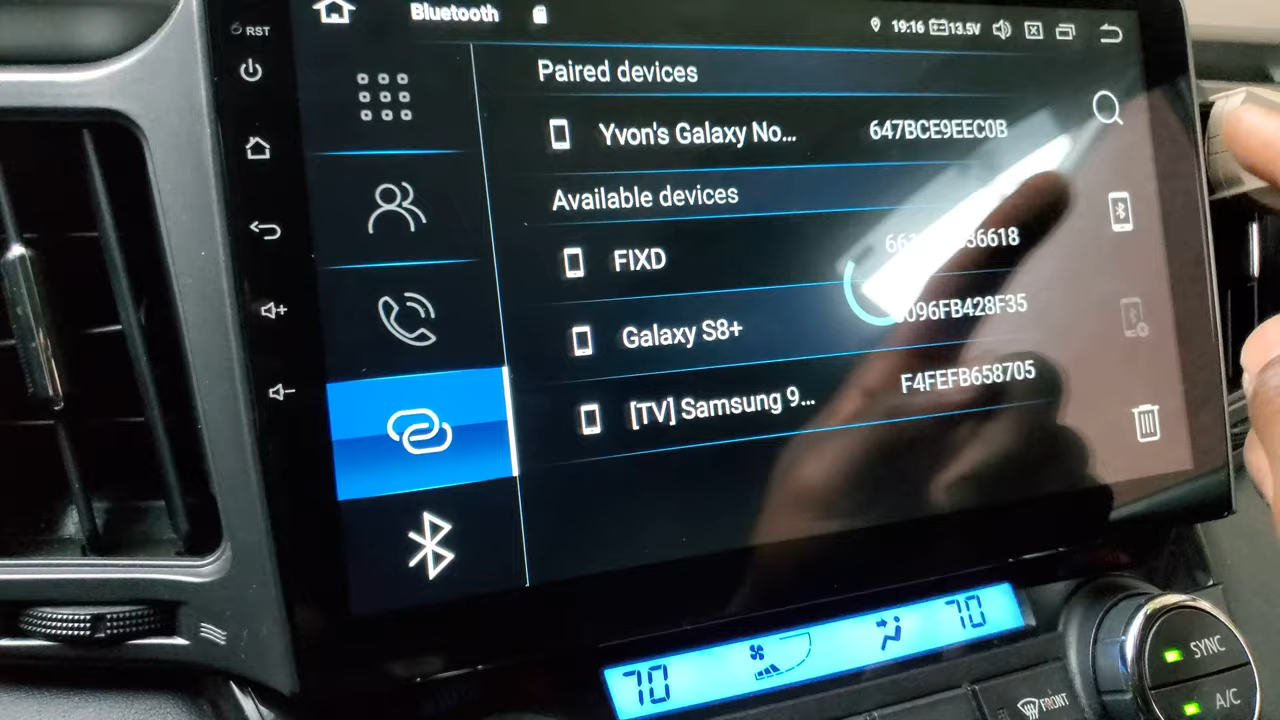 RST
Bluetooth
19:16 13.5V
Paired devices
Yvon's Galaxy No... 647BCE9EEC0B
Available devices
FIXD
Galaxy S8+
[TV] Samsung 9... F4FEFB658705
70 70
SYNC
FRONT A/C